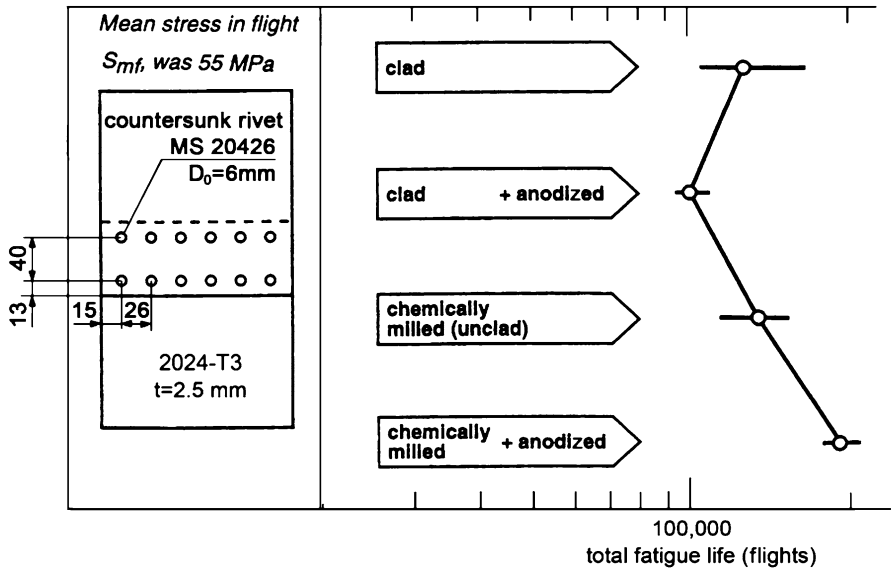 Mean stress in flight
Smf, was 55 MPa
countersunk rivet
MS 20426
D0=6mm
40
13
15
26
2024-T3
t=2.5 mm
clad
clad + anodized
chemically
milled (unclad)
chemically
milled + anodized
100,000
total fatigue life (flights)